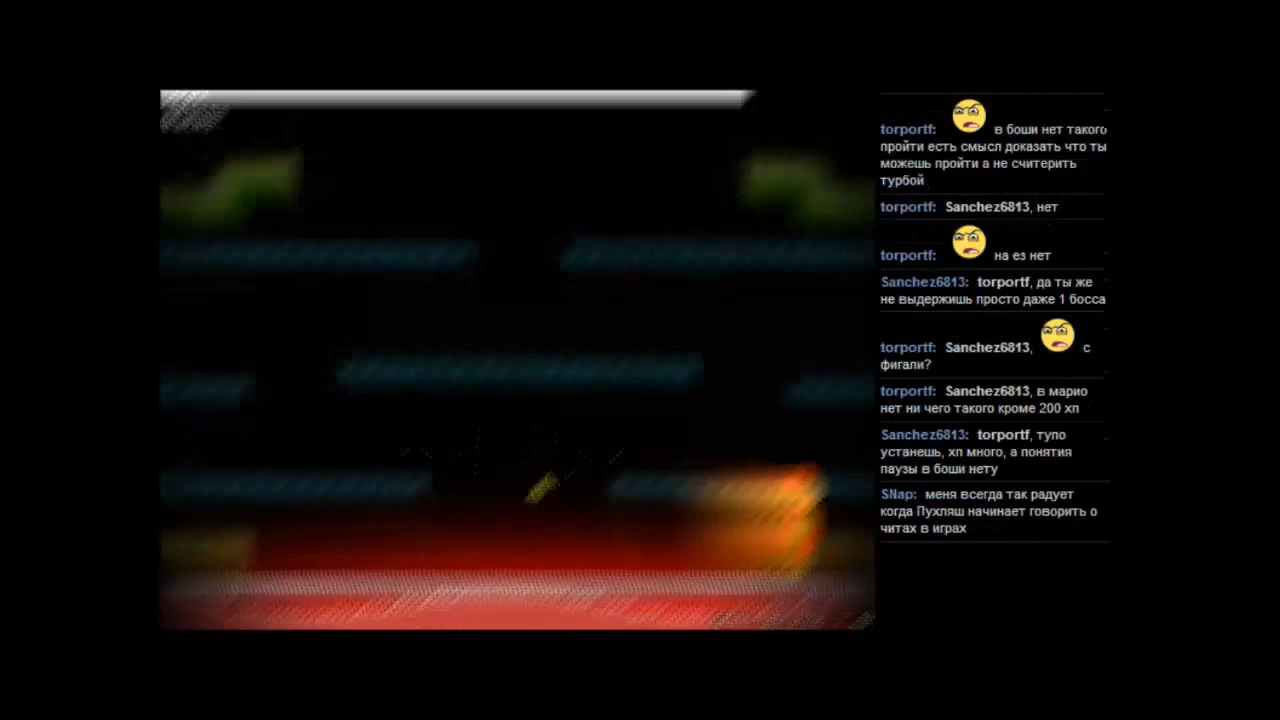 torportf: в боши нет такого
пройти есть смысл доказать что ты
можешь пройти а не считерить
турбой
torportf: Sanchez6813, нет
torportf: на ез нет
Sanchez6813: torportf, да ты же
не выдержишь просто даже 1 босса
torportf: Sanchez6813, с
фигали?
torportf: Sanchez6813, в марио
нет ни чего такого кроме 200 хп
Sanchez6813: torportf, тупо
устанешь, хп много, а понятия
паузы в боши нету
SNap: меня всегда так радует
когда Пухляш начинает говорить о
читах в играх